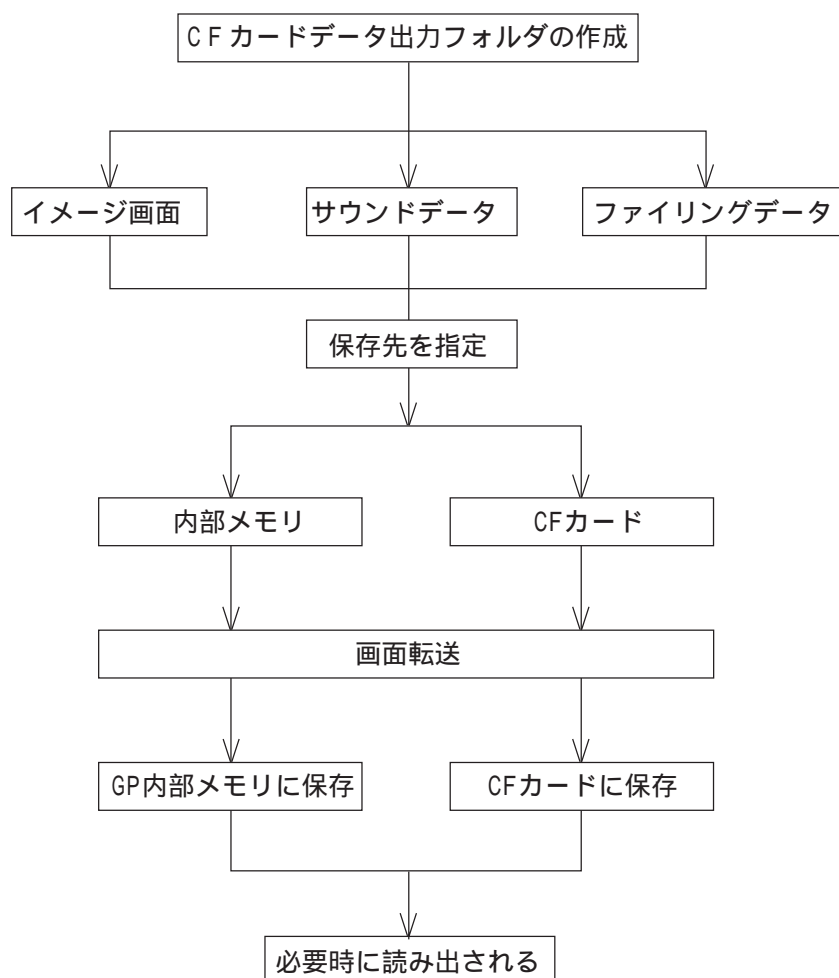 CFカードデータ出力フォルダの作成
イメージ画面
サウンドデータ
ファイリングデータ
保存先を指定
内部メモリ
CFカード
画面転送
GP内部メモリに保存
CFカードに保存
必要時に読み出される